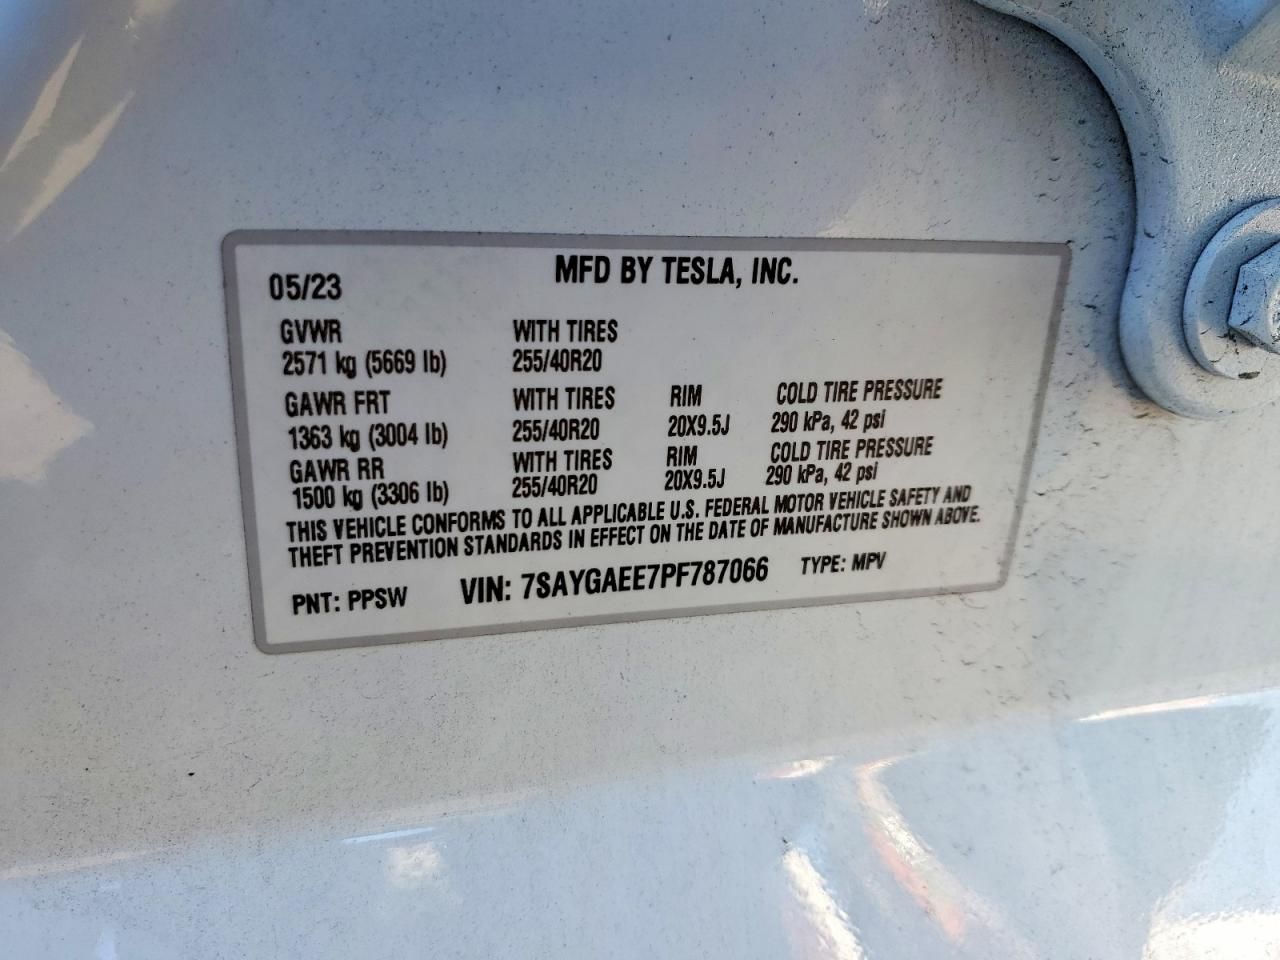 MFD BY TESLA, INC.
05/23
GVWR WITH TIRES
2571 kg (5669 lb) 255/40R20
GAWR FRT WITH TIRES RIM COLD TIRE PRESSURE
1363 kg (3004 lb) 255/40R20 20X9.5J 290 kPa, 42 psi
GAWR RR WITH TIRES RIM COLD TIRE PRESSURE
1500 kg (3306 lb) 255/40R20 20X9.5J 290 kPa, 42 psi
THIS VEHICLE CONFORMS TO ALL APPLICABLE U.S. FEDERAL MOTOR VEHICLE SAFETY AND
THEFT PREVENTION STANDARDS IN EFFECT ON THE DATE OF MANUFACTURE SHOWN ABOVE.
PNT: PPSW VIN: 7SAYGAEE7PF787066 TYPE: MPV